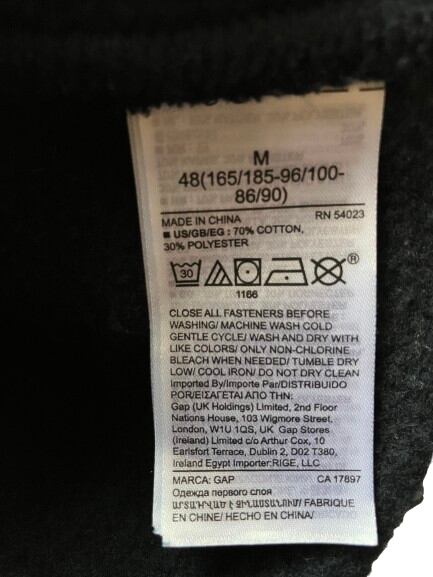 M
48(165/185-96/100-
86/90)
MADE IN CHINA RN 54023
■ US/GB/EG : 70% COTTON,
30% POLYESTER
30
®
1166
CLOSE ALL FASTENERS BEFORE
WASHING/ MACHINE WASH COLD
GENTLE CYCLE/ WASH AND DRY WITH
LIKE COLORS/ ONLY NON-CHLORINE
BLEACH WHEN NEEDED/ TUMBLE DRY
LOW/ COOL IRON/ DO NOT DRY CLEAN
Imported By/Importe Par/DISTRIBUIDO
POR/ΕΙΣΑΓΕΤΑΙ ΑΠΟ ΤΗΝ:
Gap (UK Holdings) Limited, 2nd Floor
Nations House, 103 Wigmore Street,
London, W1U 1QS, UK Gap Stores
(Ireland) Limited c/o Arthur Cox, 10
Earlsfort Terrace, Dublin 2, D02 T380,
Ireland Egypt Importer:RIGE, LLC
MARCA: GAP CA 17897
Одежда первого слоя
ԱՐՏԱԴՐՎԱԾ Է ՉԻՆԱՍՏԱՆՈՒՄ/ FABRIQUE
EN CHINE/ HECHO EN CHINA/